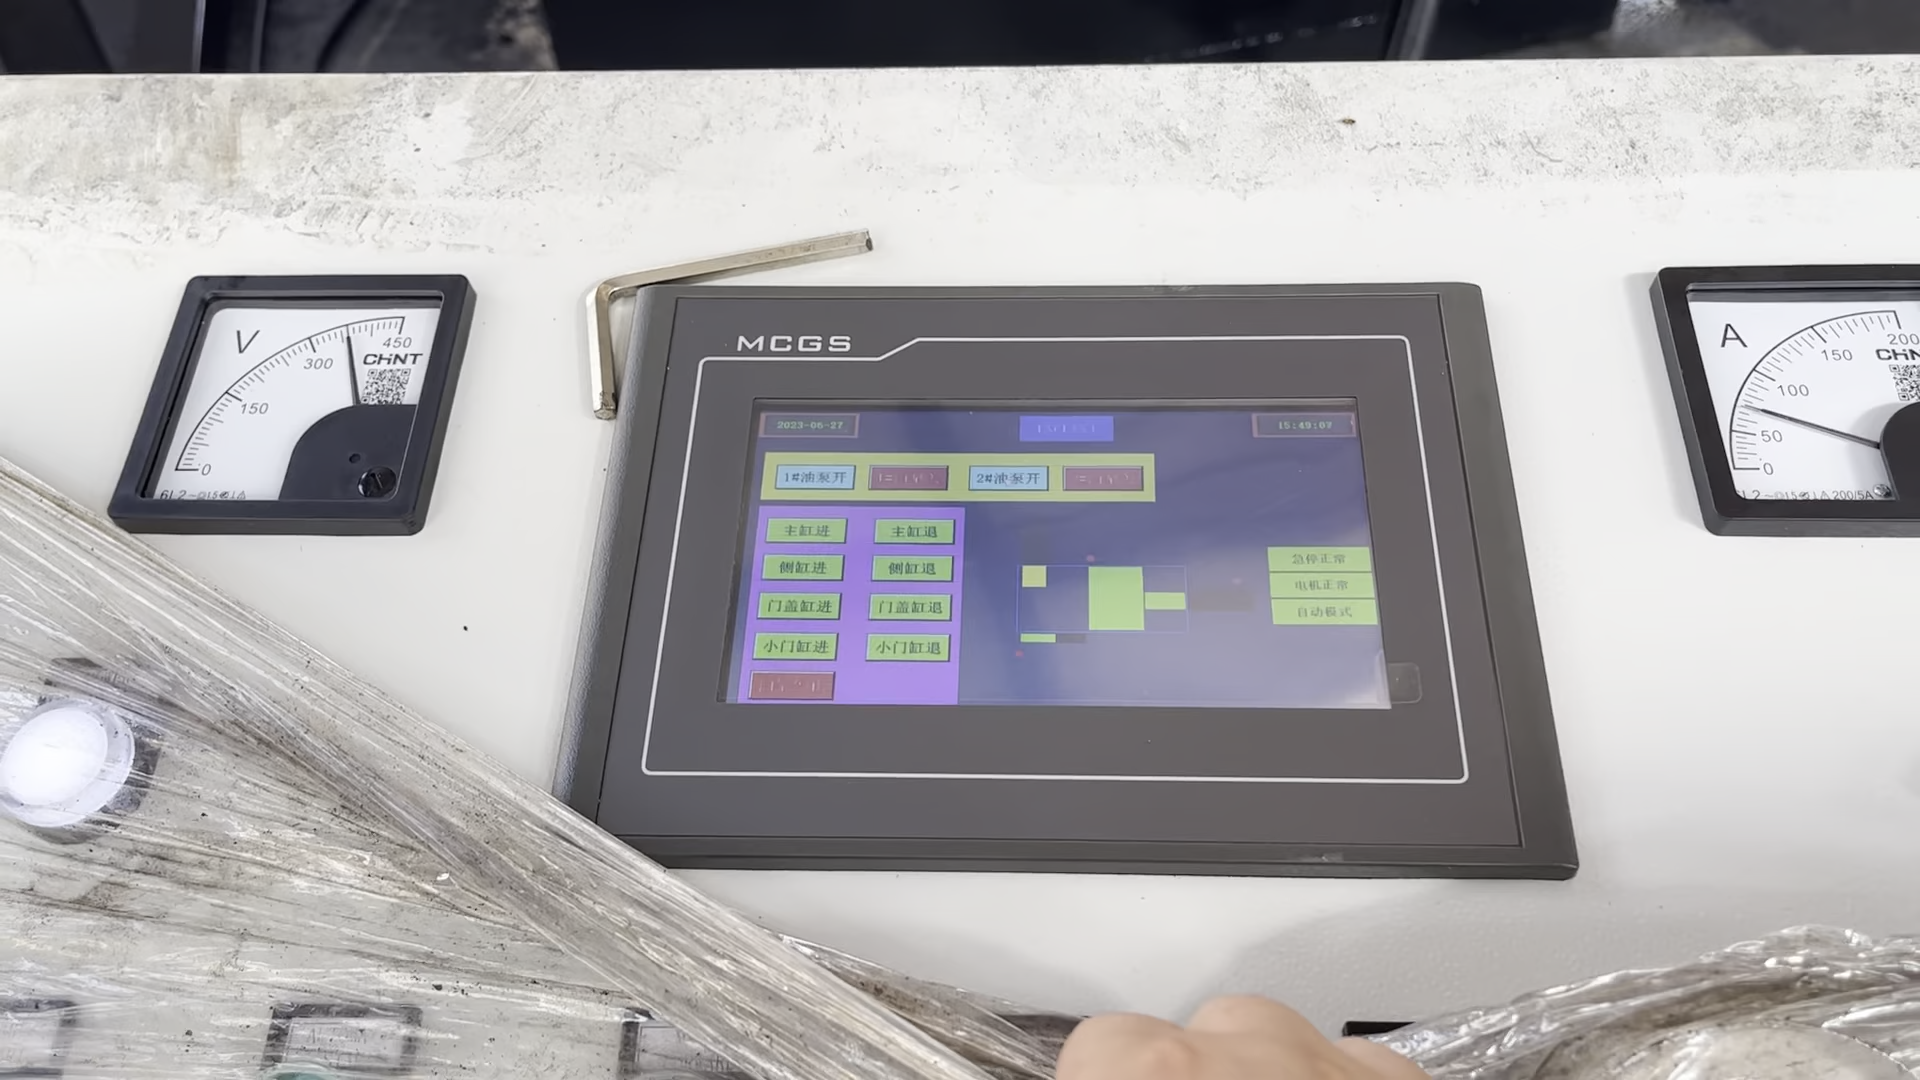 V
450
CHNT
300
150
0
MCGS
2023-06-27
15:49:07
1#油泵开
2#油泵开
主缸进
主缸退
侧缸进
侧缸退
门盖缸进
门盖缸退
小门缸进
小门缸退
急停正常
电机正常
自动模式
A
200
150
100
50
0
200/5A